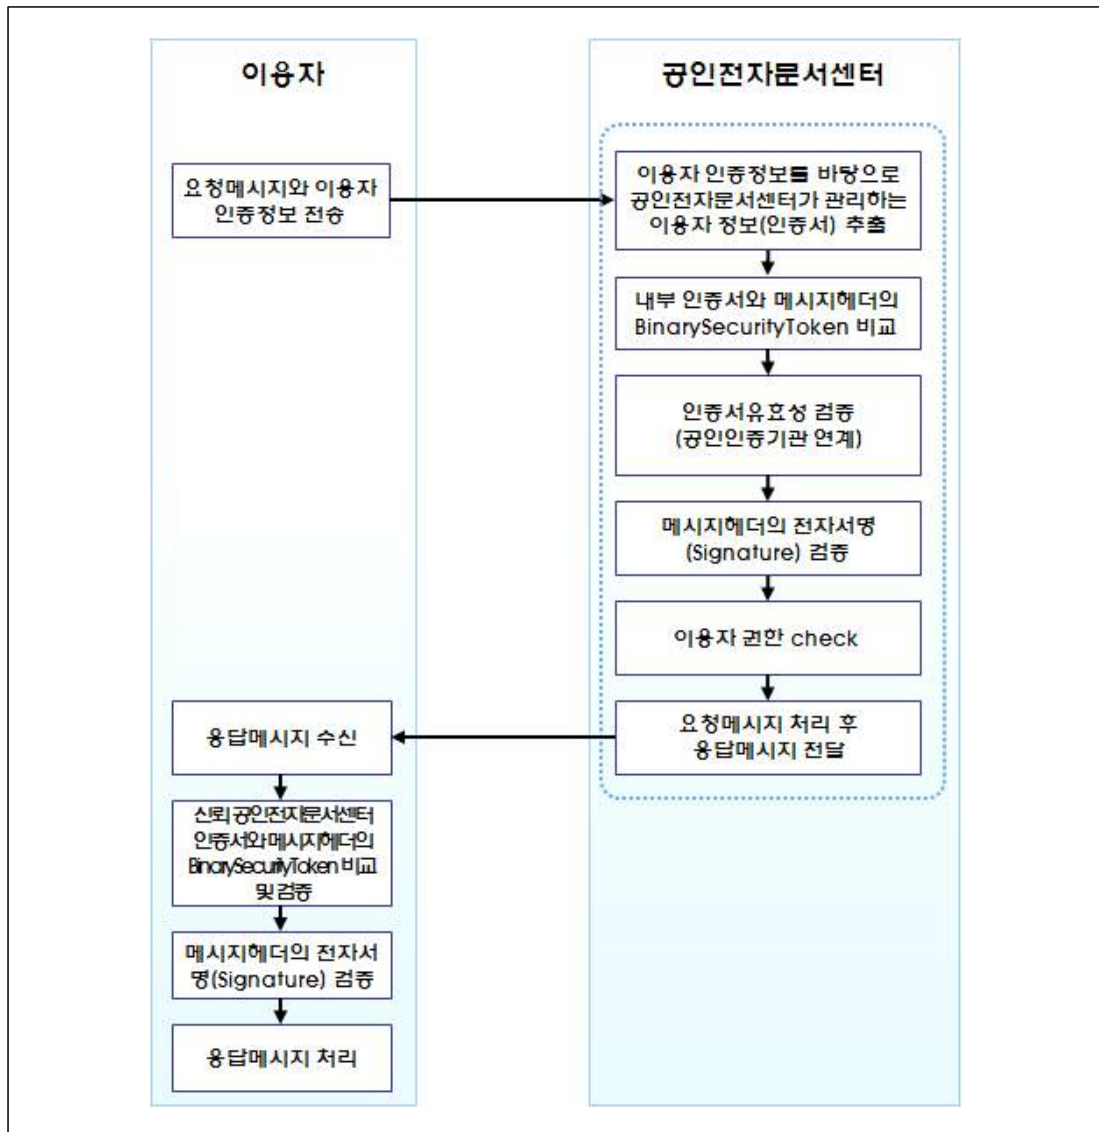 이용자
공인전자문서센터
요청메시지와 이용자
인증정보 전송
이용자 인증정보를 바탕으로
공인전자문서센터가 관리하는
이용자 정보(인증서) 추출
내부 인증서와 메시지헤더의
BinarySecurityToken 비교
인증서유효성 검증
(공인인증기관 연계)
메시지헤더의 전자서명
(Signature) 검증
이용자 권한 check
요청메시지 처리 후
응답메시지 전달
응답메시지 수신
신뢰 공인전자문서센터
인증서와 메시지헤더의
BinarySecurityToken 비교
및 검증
메시지헤더의 전자서
명(Signature) 검증
응답메시지 처리